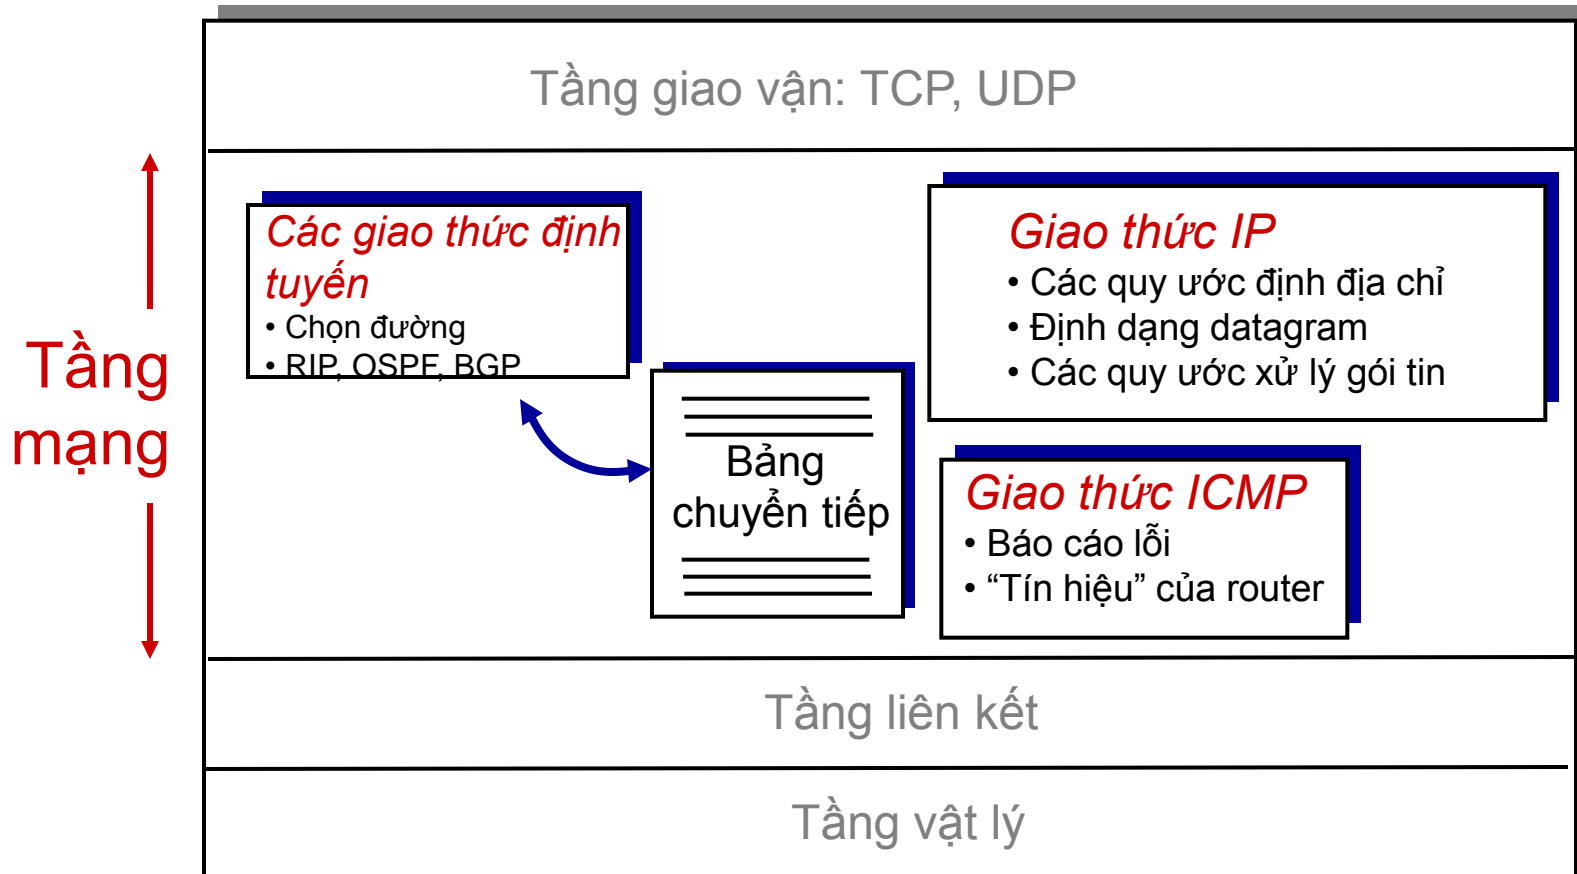 Tầng giao vận: TCP, UDP
Tầng
mạng
Các giao thức định
tuyến
• Chọn đường
• RIP, OSPF, BGP
Bảng
chuyển tiếp
Giao thức IP
• Các quy ước định địa chỉ
• Định dạng datagram
• Các quy ước xử lý gói tin
Giao thức ICMP
• Báo cáo lỗi
• “Tín hiệu” của router
Tầng liên kết
Tầng vật lý